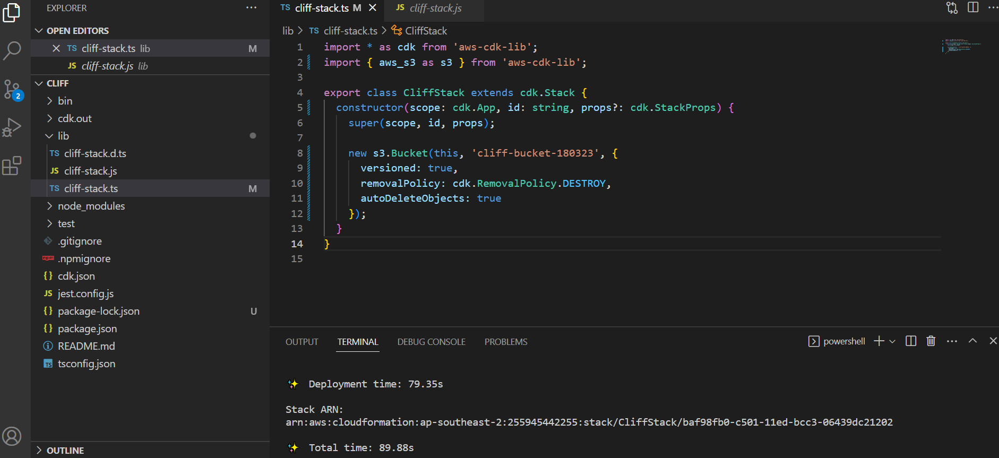 EXPLORER
···
OPEN EDITORS
TS cliff-stack.ts lib M
JS cliff-stack.js lib
CLIFF
2
bin
cdk.out
lib
TS cliff-stack.d.ts
JS cliff-stack.js
TS cliff-stack.ts M
node_modules
test
.gitignore
npm .npmignore
{} cdk.json
JS jest.config.js
{} package-lock.json U
{} package.json
README.md
TS tsconfig.json
OUTLINE
TS cliff-stack.ts M
JS cliff-stack.js
lib > TS cliff-stack.ts > CliffStack
1 import * as cdk from 'aws-cdk-lib';
2 import { aws_s3 as s3 } from 'aws-cdk-lib';
3
4 export class CliffStack extends cdk.Stack {
5 constructor(scope: cdk.App, id: string, props?: cdk.StackProps) {
6 super(scope, id, props);
7
8 new s3.Bucket(this, 'cliff-bucket-180323', {
9 versioned: true,
10 removalPolicy: cdk.RemovalPolicy.DESTROY,
11 autoDeleteObjects: true
12 });
13 }
14 }
15
OUTPUT TERMINAL DEBUG CONSOLE PROBLEMS
powershell
✨ Deployment time: 79.35s
Stack ARN:
arn:aws:cloudformation:ap-southeast-2:255945442255:stack/CliffStack/baf98fb0-c501-11ed-bcc3-06439dc21202
✨ Total time: 89.88s